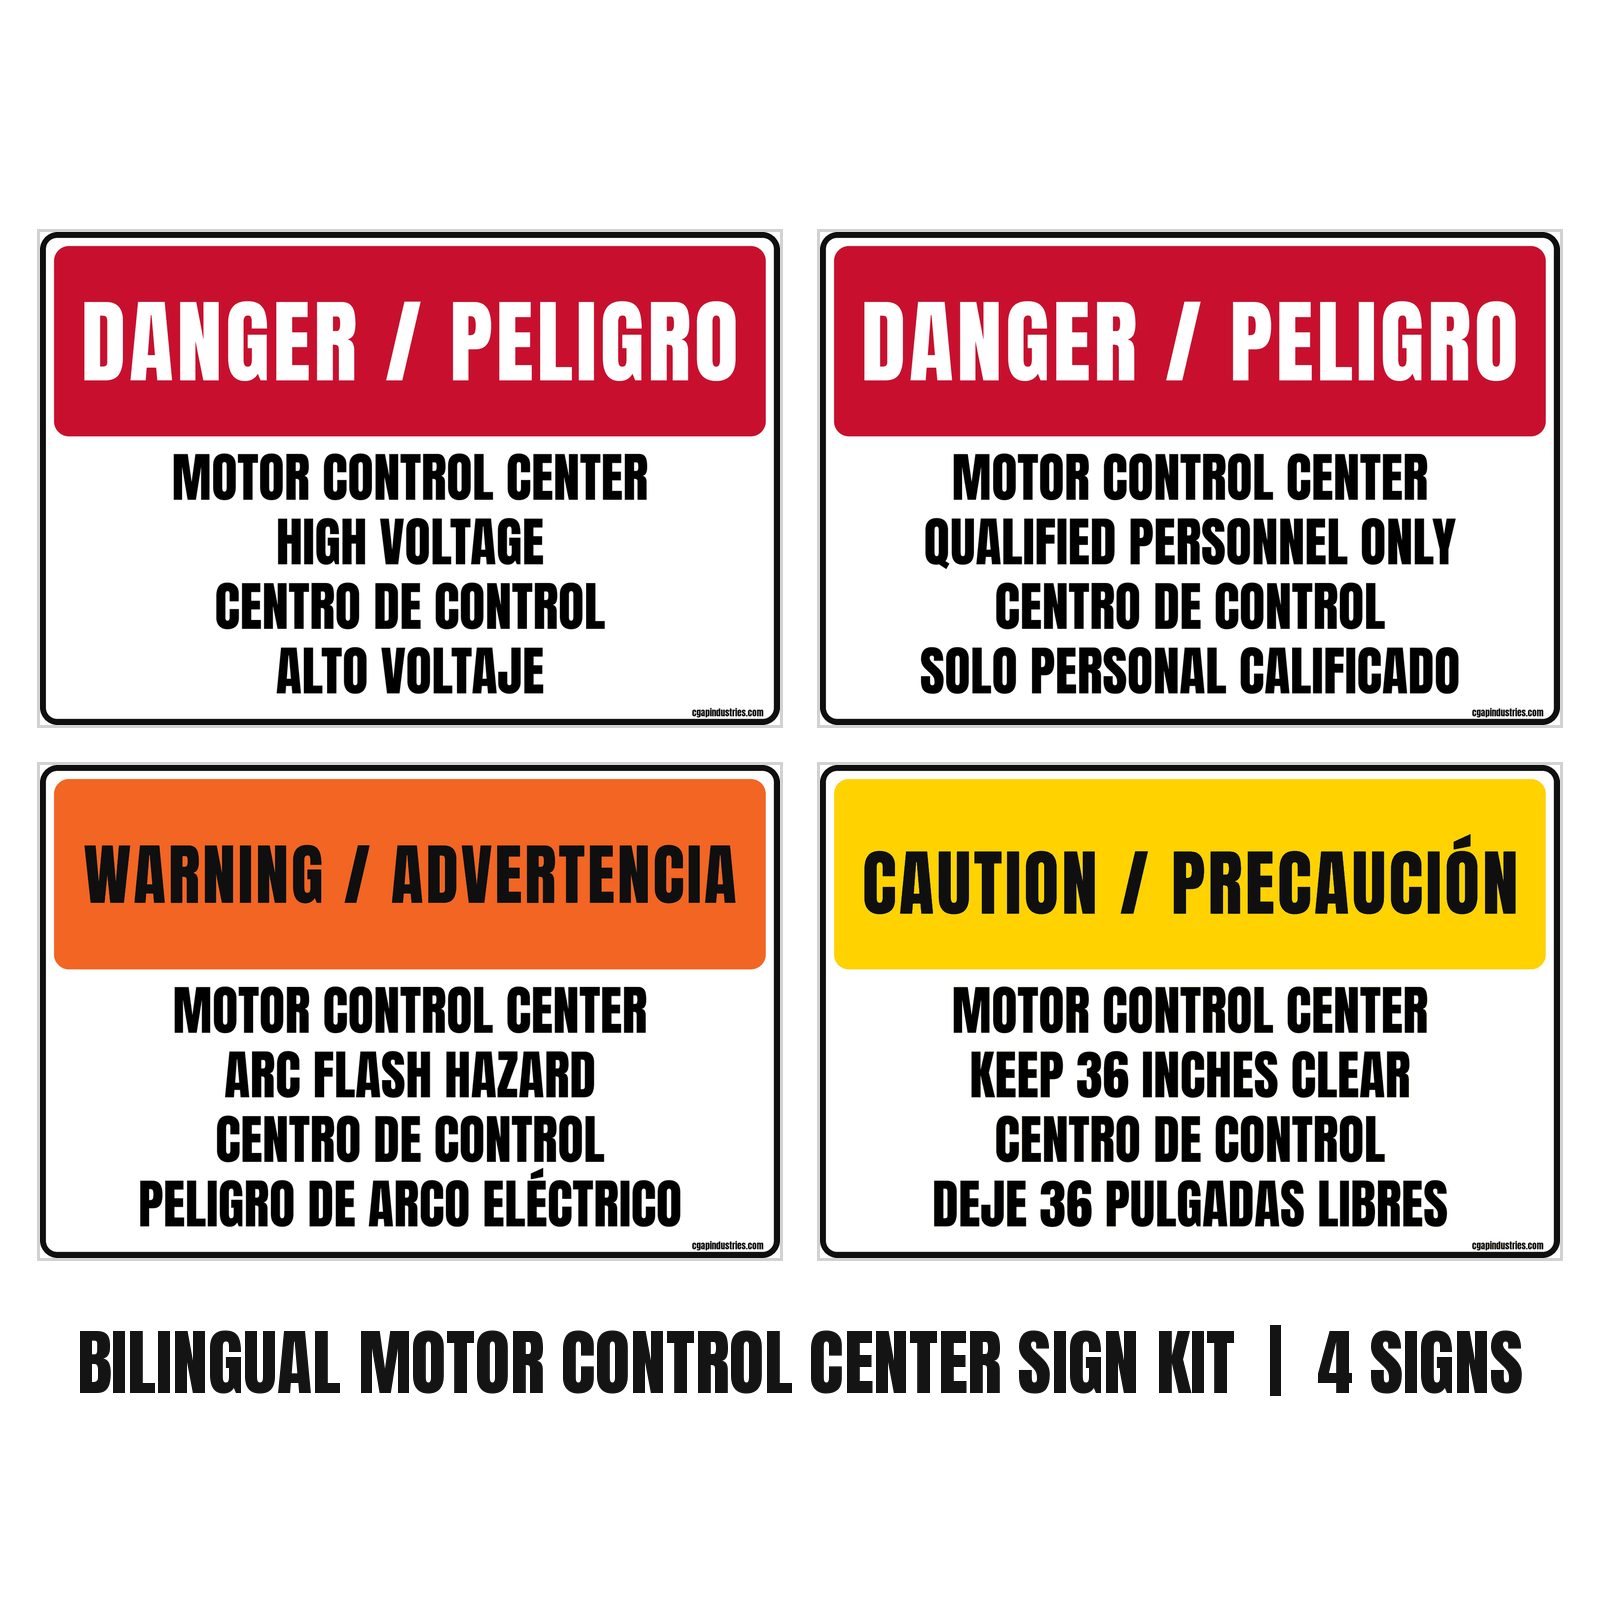 DANGER / PELIGRO
MOTOR CONTROL CENTER
HIGH VOLTAGE
CENTRO DE CONTROL
ALTO VOLTAJE
cgapindustries.com
DANGER / PELIGRO
MOTOR CONTROL CENTER
QUALIFIED PERSONNEL ONLY
CENTRO DE CONTROL
SOLO PERSONAL CALIFICADO
cgapindustries.com
WARNING / ADVERTENCIA
MOTOR CONTROL CENTER
ARC FLASH HAZARD
CENTRO DE CONTROL
PELIGRO DE ARCO ELÉCTRICO
cgapindustries.com
CAUTION / PRECAUCIÓN
MOTOR CONTROL CENTER
KEEP 36 INCHES CLEAR
CENTRO DE CONTROL
DEJE 36 PULGADAS LIBRES
cgapindustries.com
BILINGUAL MOTOR CONTROL CENTER SIGN KIT | 4 SIGNS